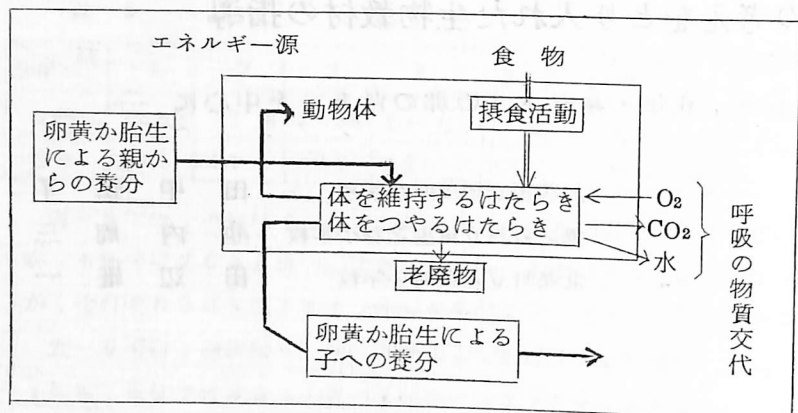 エネルギー源
食物
動物体
摂食活動
卵黄か胎生
による親か
らの養分
体を維持するはたらき
体をつやるはたらき
O₂
CO₂
水
呼吸の物質交代
老廃物
卵黄か胎生による
子への養分